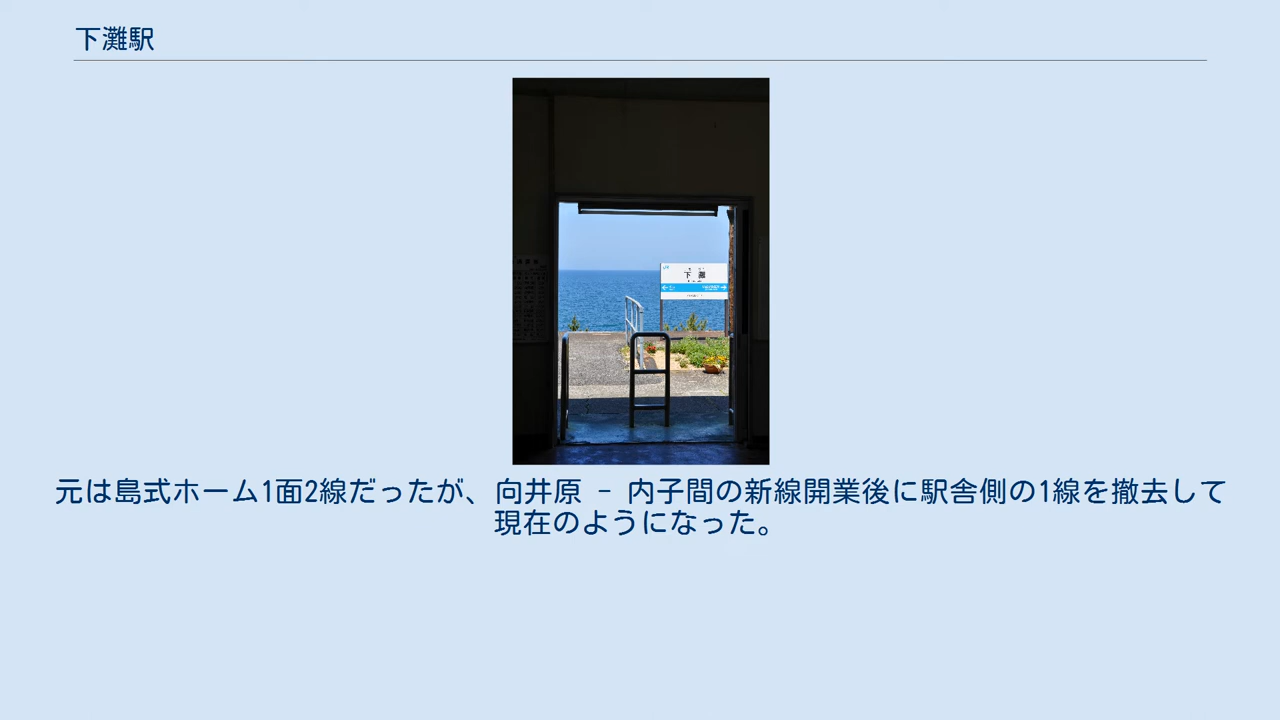 下灘駅
下灘
元は島式ホーム1面2線だったが、向井原 - 内子間の新線開業後に駅舎側の1線を撤去して
現在のようになった。